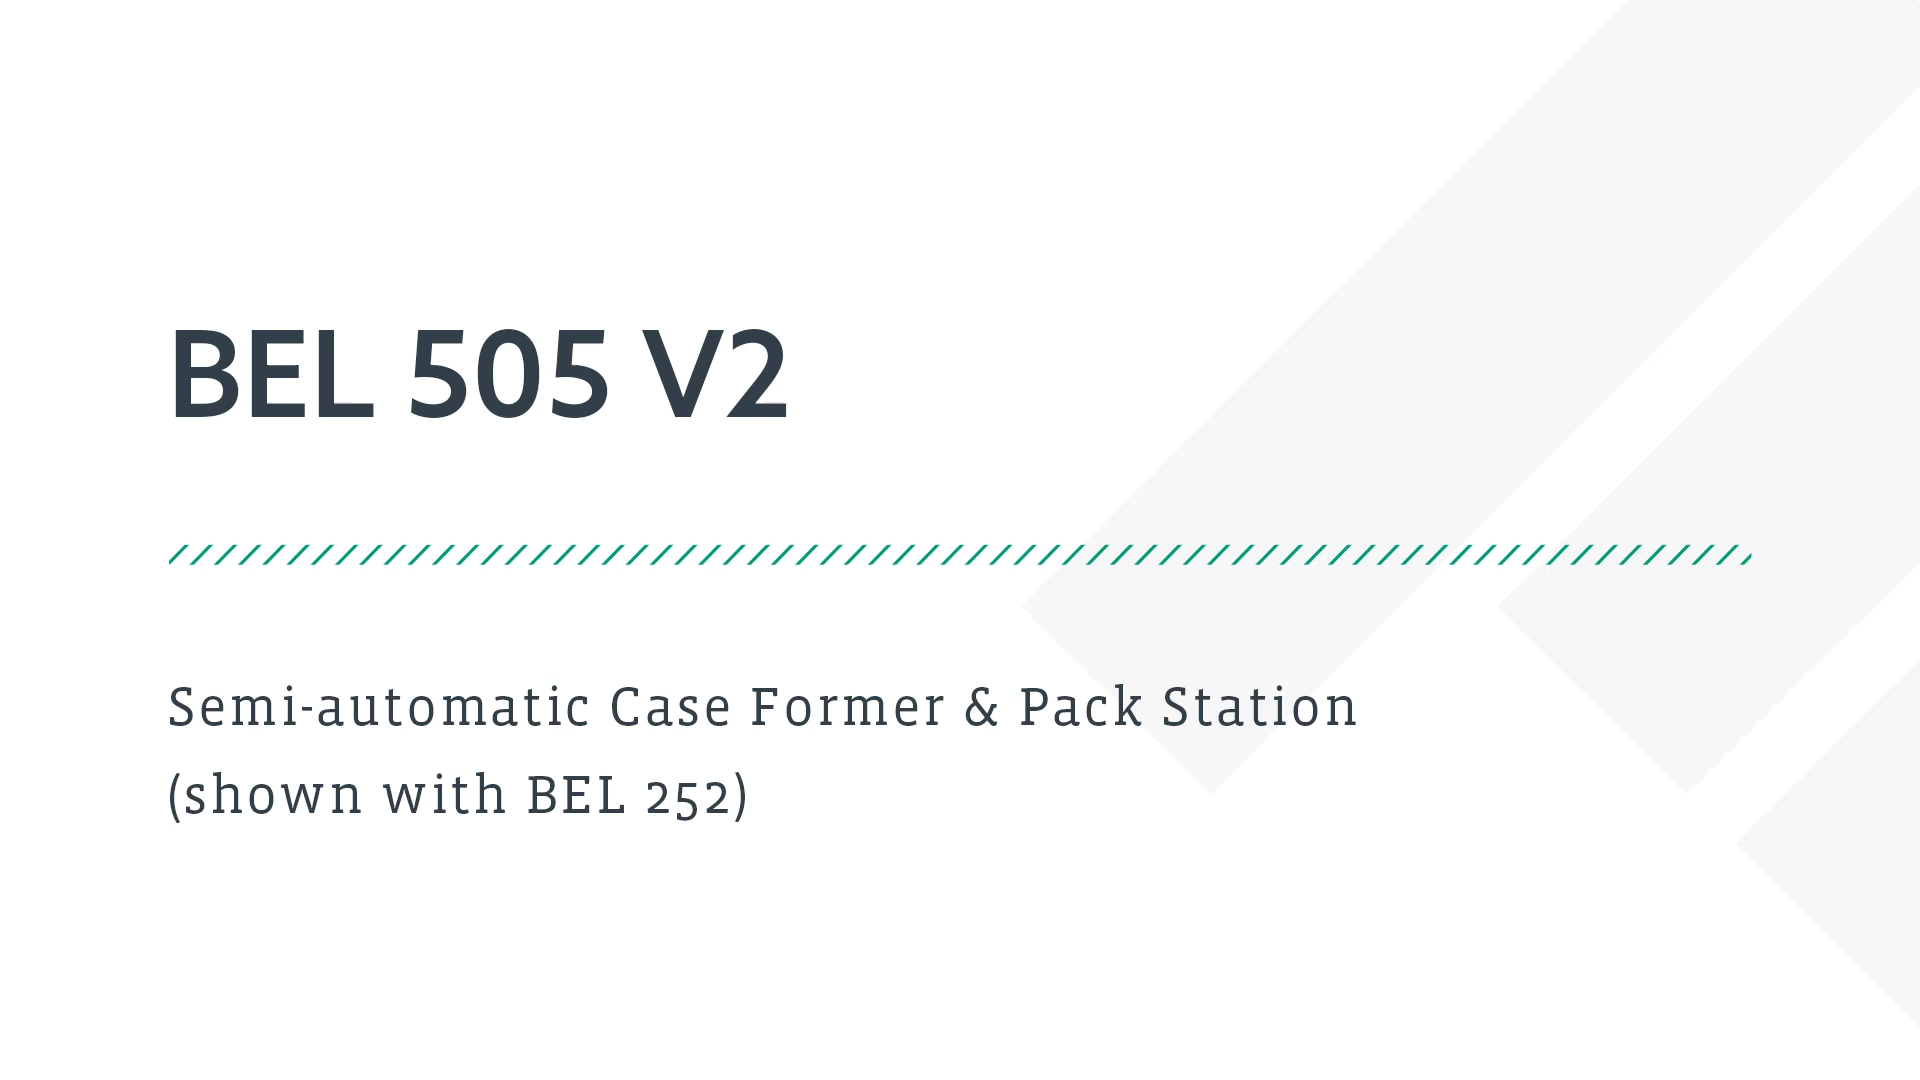 BEL 505 V2
Semi-automatic Case Former & Pack Station
(shown with BEL 252)